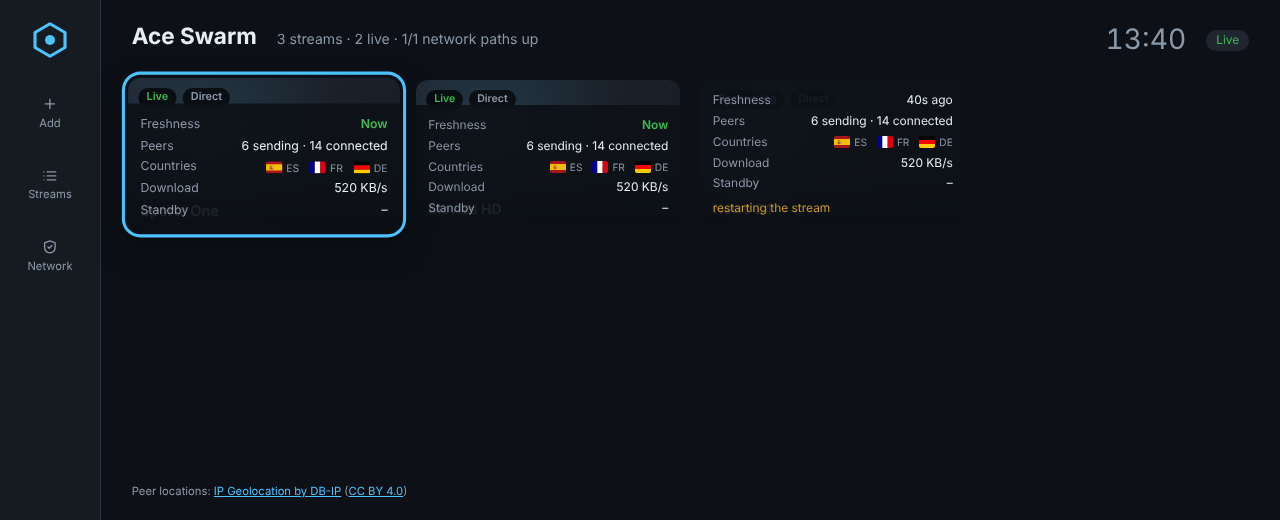 Ace Swarm 3 streams · 2 live · 1/1 network paths up 13:40 Live
Add
Streams
Network
Live Direct
Freshness Now
Peers 6 sending · 14 connected
Countries ES FR DE
Download 520 KB/s
Standby –
One
Live Direct
Freshness Now
Peers 6 sending · 14 connected
Countries ES FR DE
Download 520 KB/s
Standby –
HD
Direct
Freshness 40s ago
Peers 6 sending · 14 connected
Countries ES FR DE
Download 520 KB/s
Standby –
restarting the stream
Peer locations: IP Geolocation by DB-IP (CC BY 4.0)